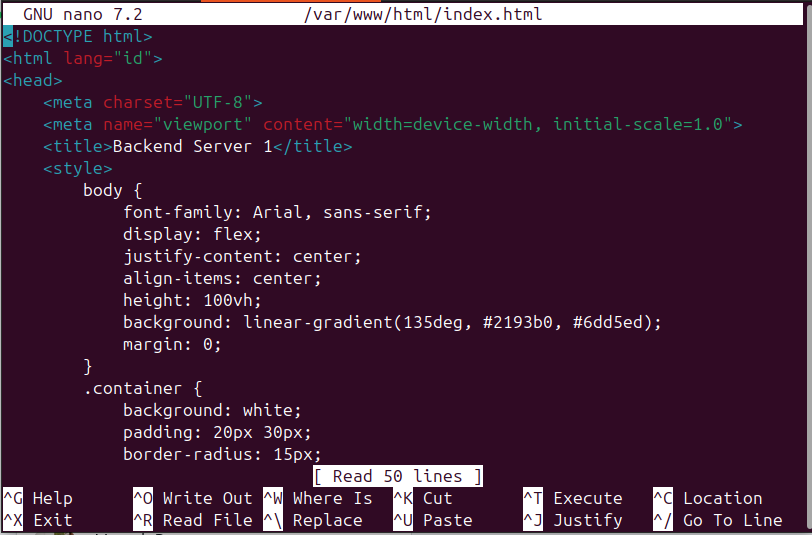 GNU nano 7.2 /var/www/html/index.html
<!DOCTYPE html>
<html lang="id">
<head>
    <meta charset="UTF-8">
    <meta name="viewport" content="width=device-width, initial-scale=1.0">
    <title>Backend Server 1</title>
    <style>
        body {
            font-family: Arial, sans-serif;
            display: flex;
            justify-content: center;
            align-items: center;
            height: 100vh;
            background: linear-gradient(135deg, #2193b0, #6dd5ed);
            margin: 0;
        }
        .container {
            background: white;
            padding: 20px 30px;
            border-radius: 15px;
[ Read 50 lines ]
^G Help ^O Write Out ^W Where Is ^K Cut ^T Execute ^C Location
^X Exit ^R Read File ^\ Replace ^U Paste ^J Justify ^/ Go To Line